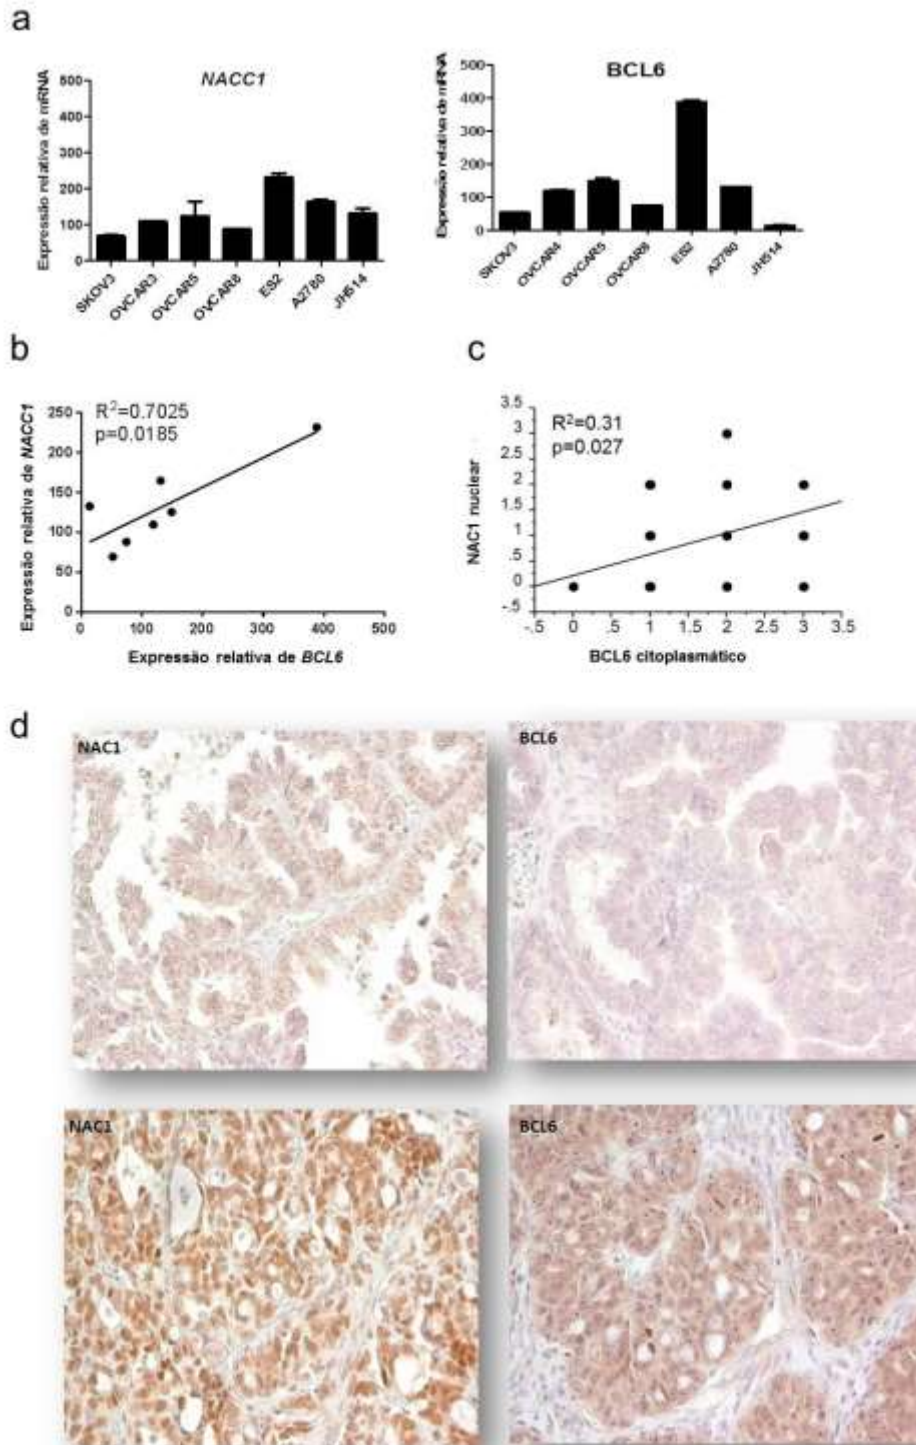 a
NACC1
Expressão relativa de mRNA
500
400
300
200
100
0
SKOV3
OVCAR3
OVCAR5
OVCAR8
ES2
A2780
JH514
BCL6
Expressão relativa de mRNA
500
400
300
200
100
0
SKOV3
OVCAR4
OVCAR5
OVCAR8
ES2
A2780
JH514
b
R²=0.7025
p=0.0185
Expressão relativa de NACC1
250
200
150
100
50
0
0 100 200 300 400 500
Expressão relativa de BCL6
c
R²=0.31
p=0.027
NAC1 nuclear
3.5
3
2.5
2
1.5
1
.5
0
-.5
-.5 0 .5 1 1.5 2 2.5 3 3.5
BCL6 citoplasmático
d
NAC1
BCL6
NAC1
BCL6